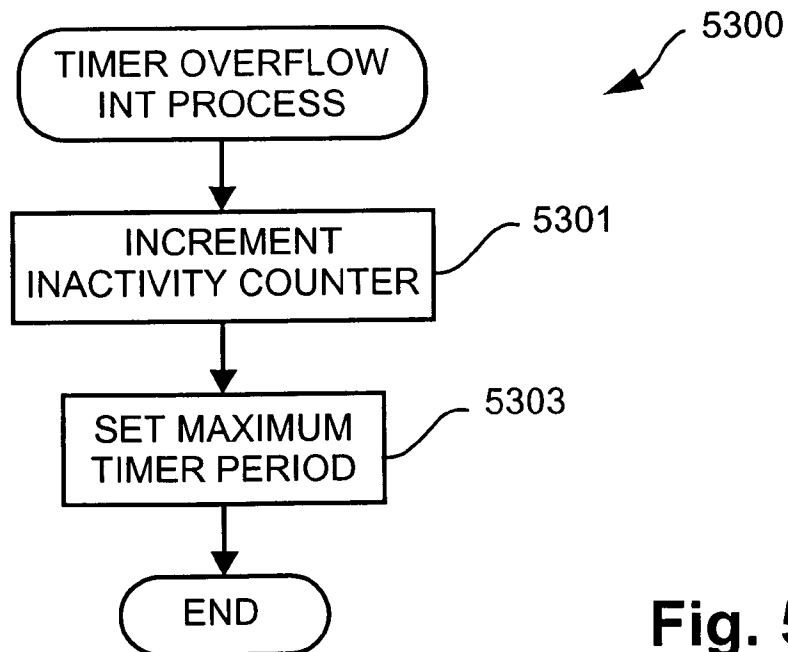 5300
TIMER OVERFLOW
INT PROCESS
5301
INCREMENT
INACTIVITY COUNTER
5303
SET MAXIMUM
TIMER PERIOD
END
Fig. 5